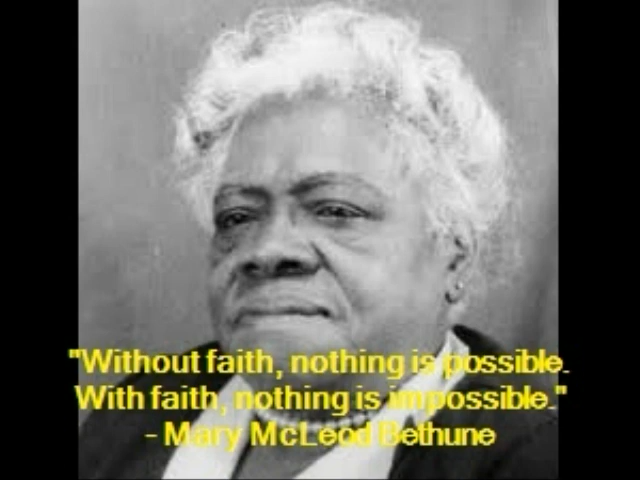 "Without faith, nothing is possible.
With faith, nothing is impossible."
- Mary McLeod Bethune